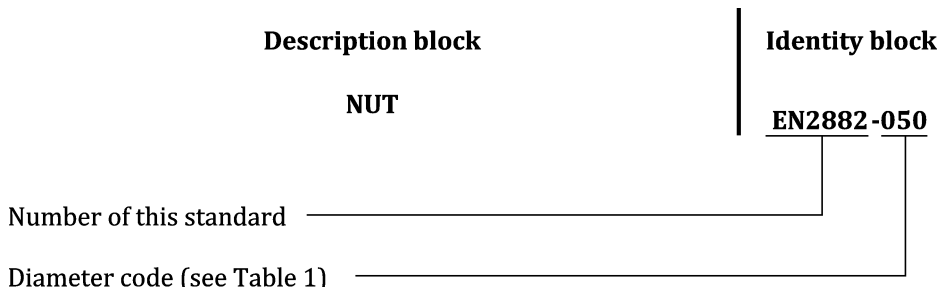 Description block
Identity block
NUT
EN2882-050
Number of this standard
Diameter code (see Table 1)